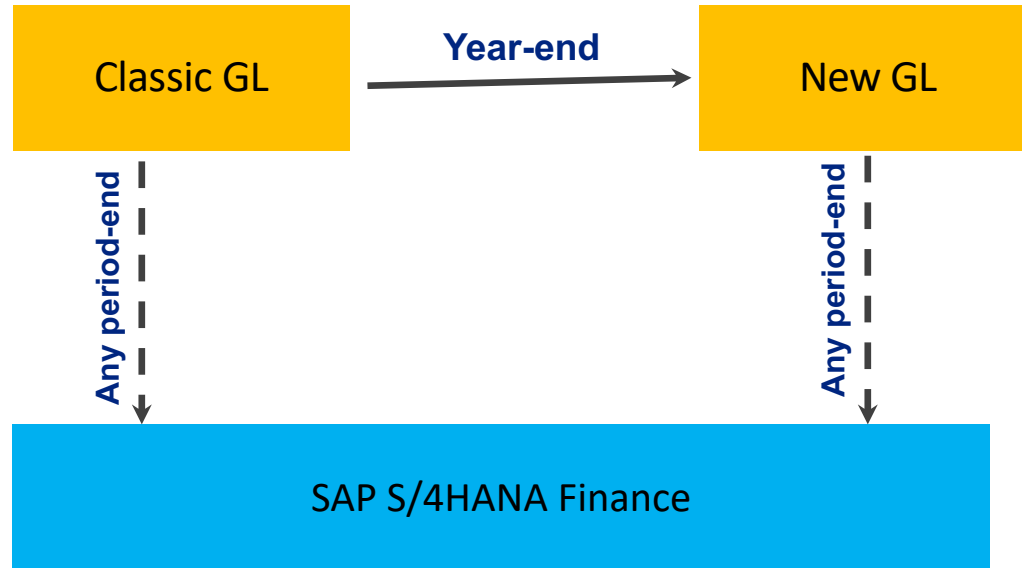 Classic GL
Year-end
New GL
Any period-end
Any period-end
SAP S/4HANA Finance